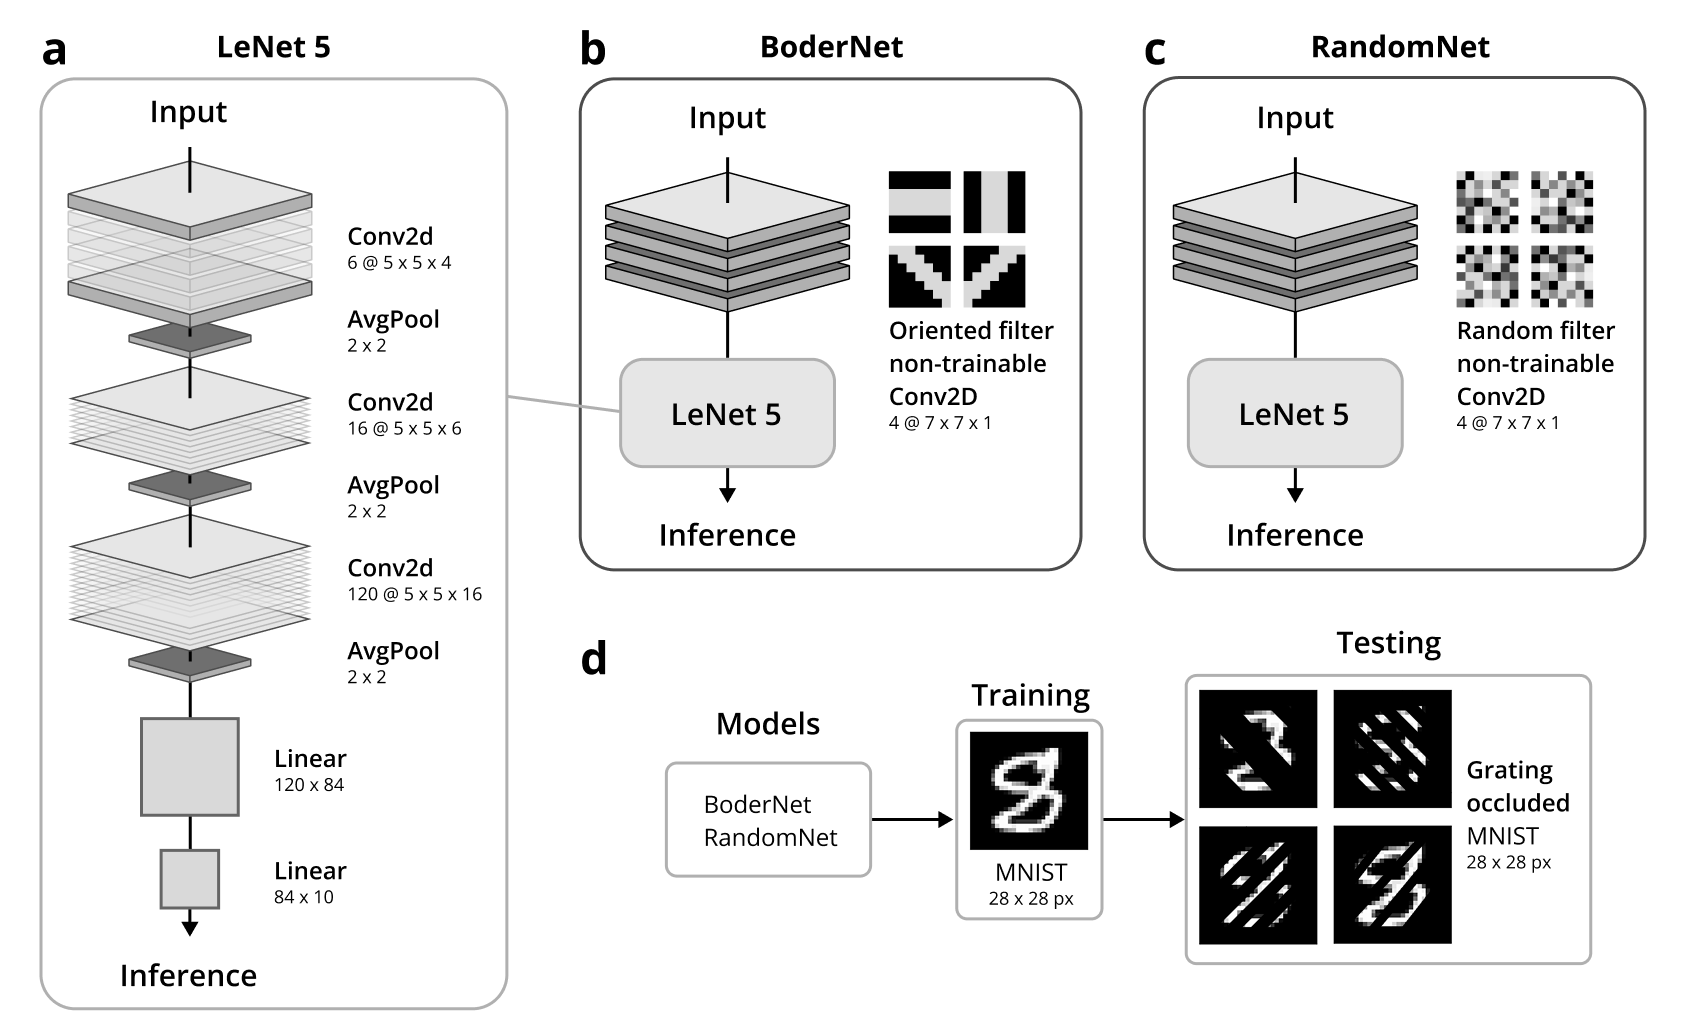 a
LeNet 5
Input
Conv2d
6 @ 5 x 5 x 4
AvgPool
2 x 2
Conv2d
16 @ 5 x 5 x 6
AvgPool
2 x 2
Conv2d
120 @ 5 x 5 x 16
AvgPool
2 x 2
Linear
120 x 84
Linear
84 x 10
Inference
b
BoderNet
Input
Oriented filter
non-trainable
Conv2D
4 @ 7 x 7 x 1
LeNet 5
Inference
c
RandomNet
Input
Random filter
non-trainable
Conv2D
4 @ 7 x 7 x 1
LeNet 5
Inference
d
Models
BoderNet
RandomNet
Training
MNIST
28 x 28 px
Testing
Grating
occluded
MNIST
28 x 28 px